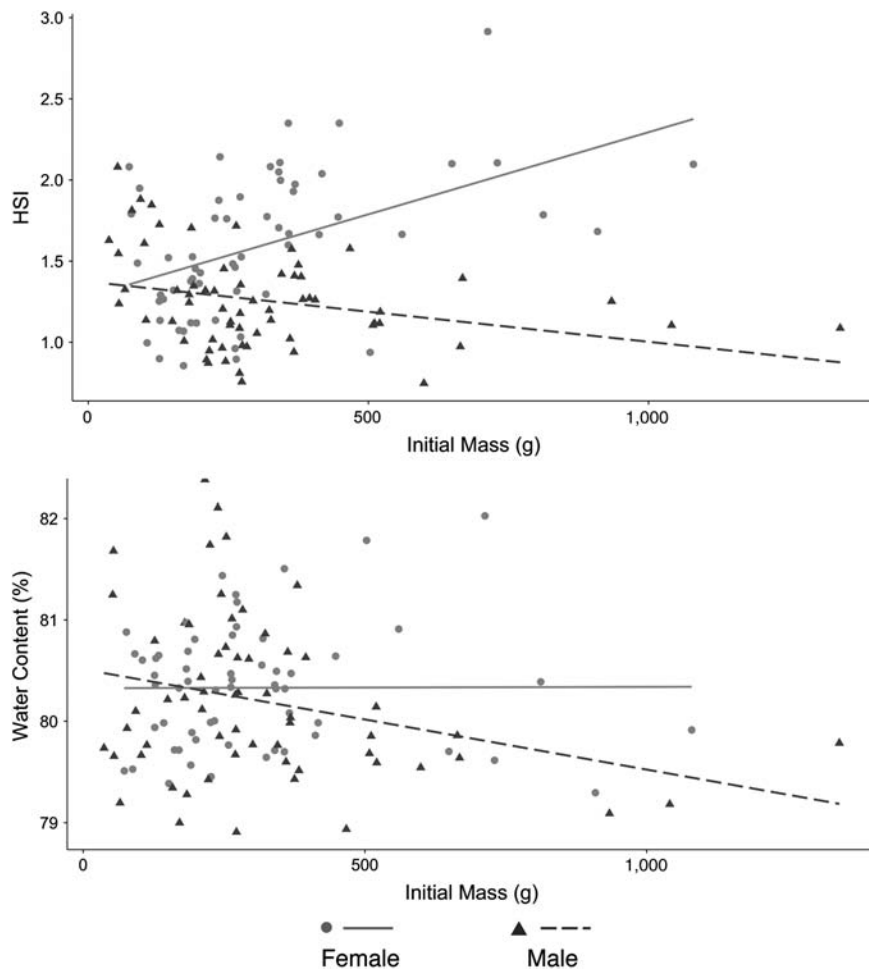 3.0
2.5
2.0
1.5
1.0
HSI
0 500 1,000
Initial Mass (g)
82
81
80
79
Water Content (%)
0 500 1,000
Initial Mass (g)
Female Male